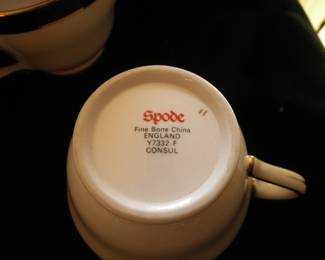 Spode
Fine Bone China
ENGLAND
Y7332-F
CONSUL